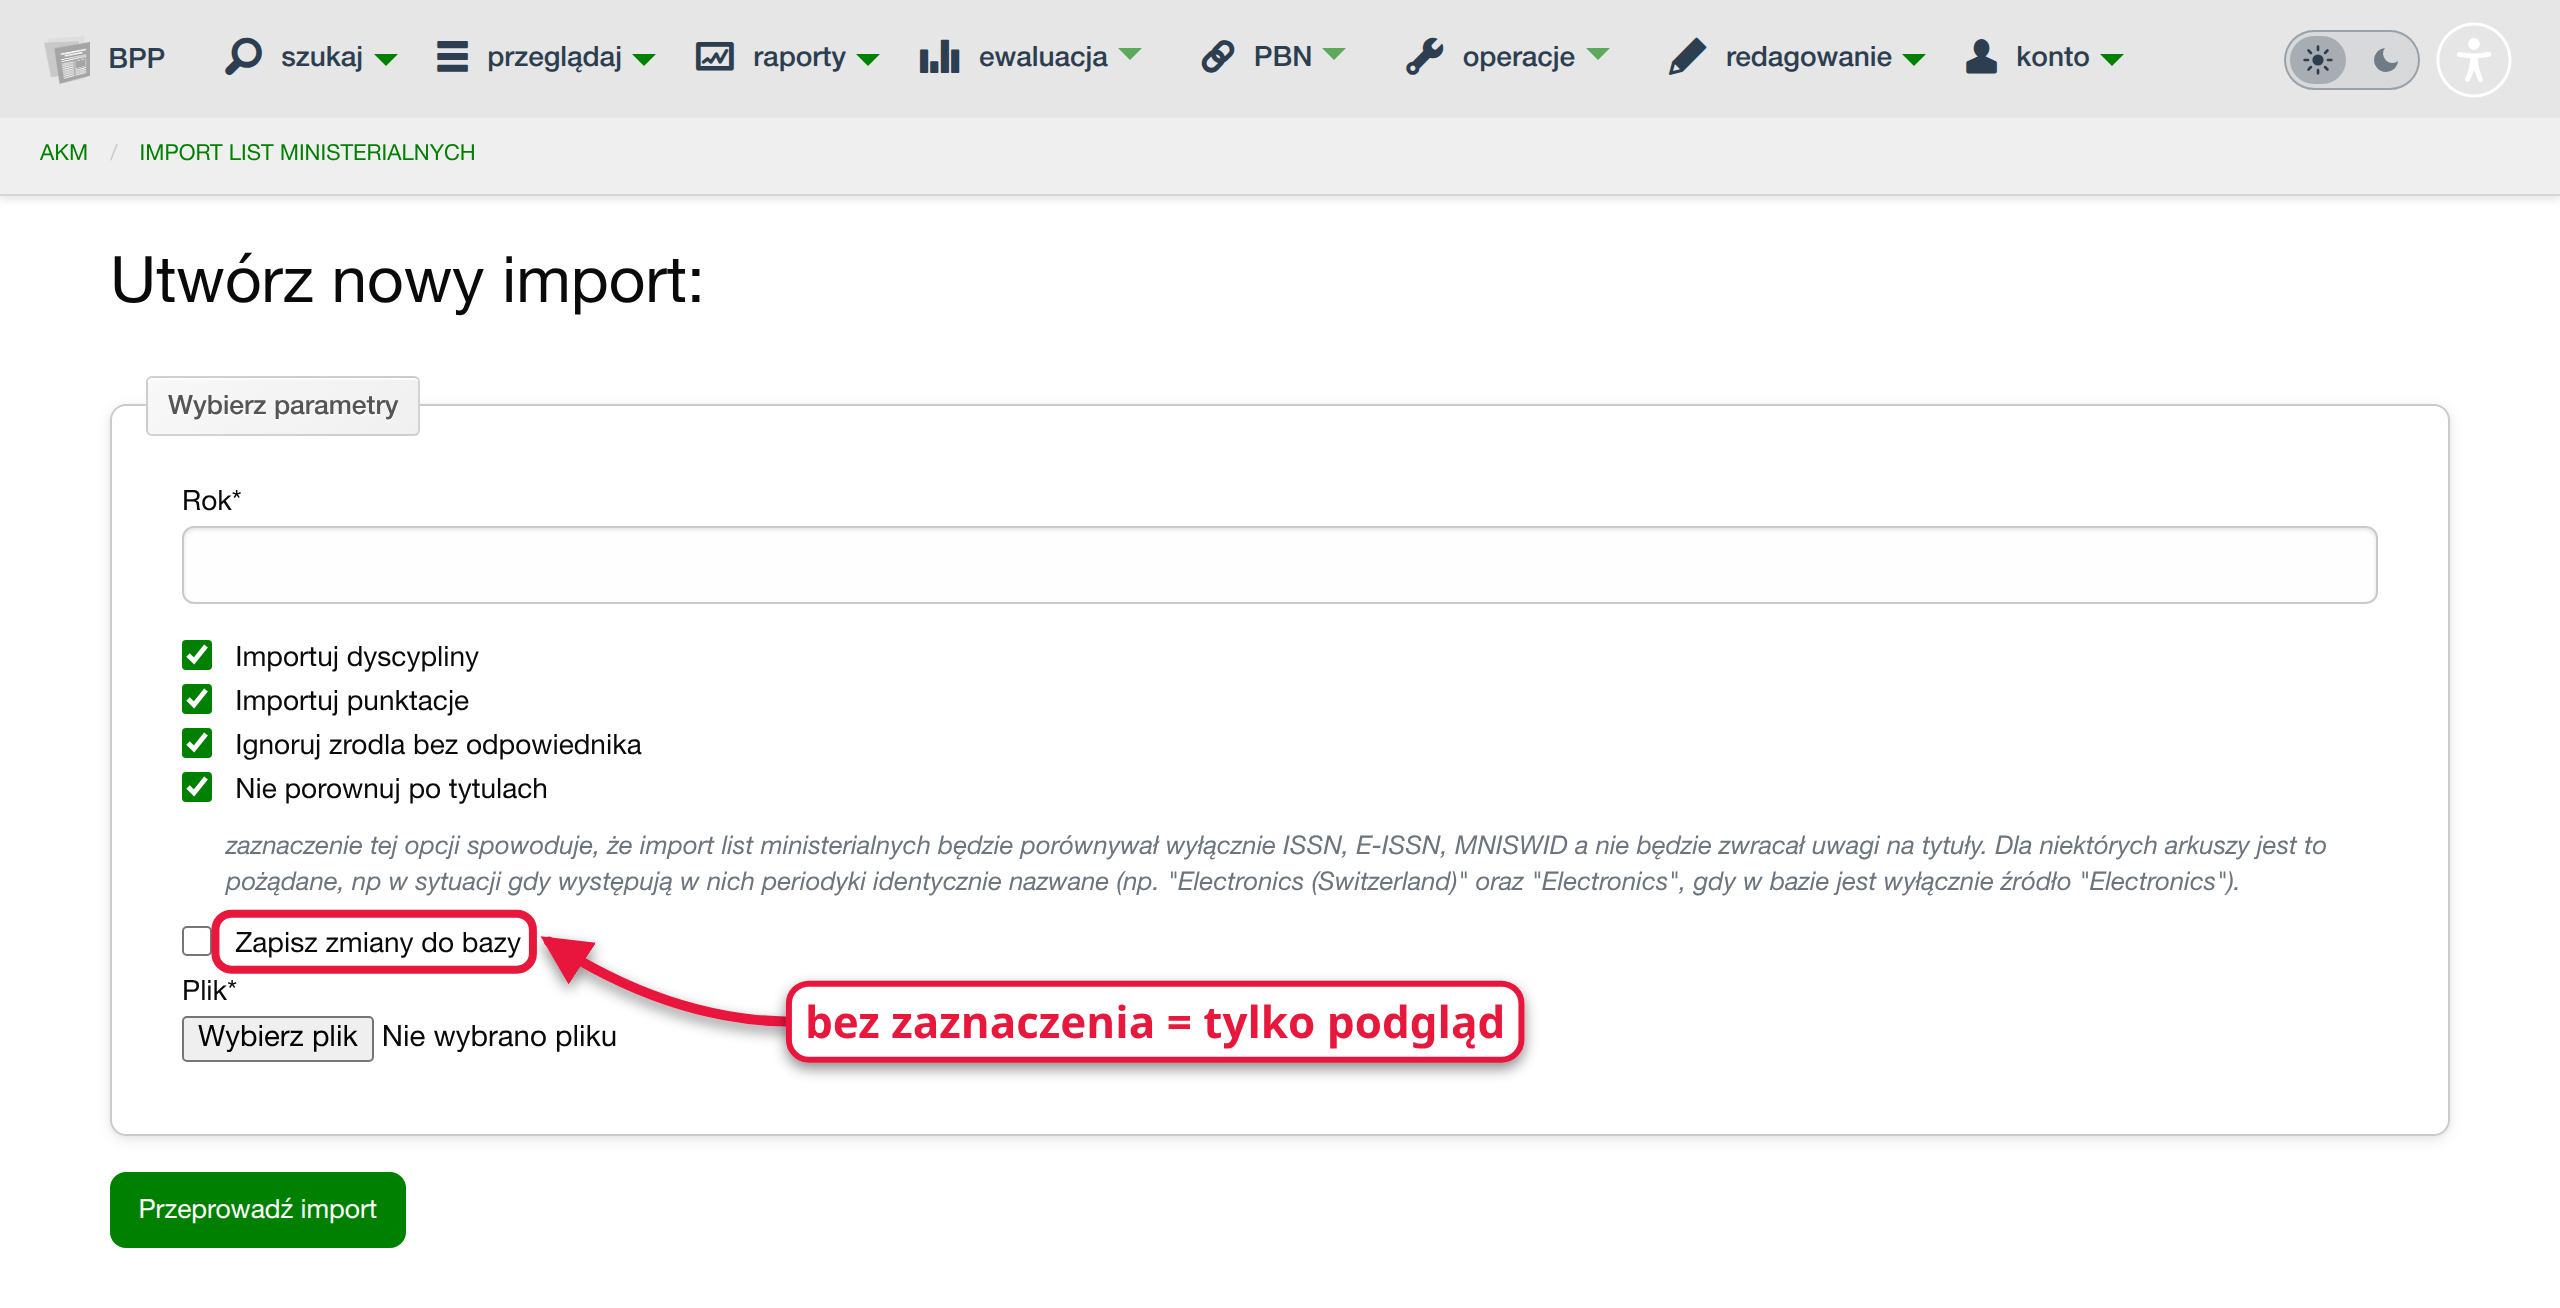 BPP szukaj przeglądaj raporty ewaluacja PBN operacje redagowanie konto
AKM / IMPORT LIST MINISTERIALNYCH
Utwórz nowy import:
Wybierz parametry
Rok*
Importuj dyscypliny
Importuj punktacje
Ignoruj zrodla bez odpowiednika
Nie porownuj po tytulach
zaznaczenie tej opcji spowoduje, że import list ministerialnych będzie porównywał wyłącznie ISSN, E-ISSN, MNISWID a nie będzie zwracał uwagi na tytuły. Dla niektórych arkuszy jest to
pożądane, np w sytuacji gdy występują w nich periodyki identycznie nazwane (np. "Electronics (Switzerland)" oraz "Electronics", gdy w bazie jest wyłącznie źródło "Electronics").
Zapisz zmiany do bazy
Plik*
bez zaznaczenia = tylko podgląd
Wybierz plik Nie wybrano pliku
Przeprowadź import